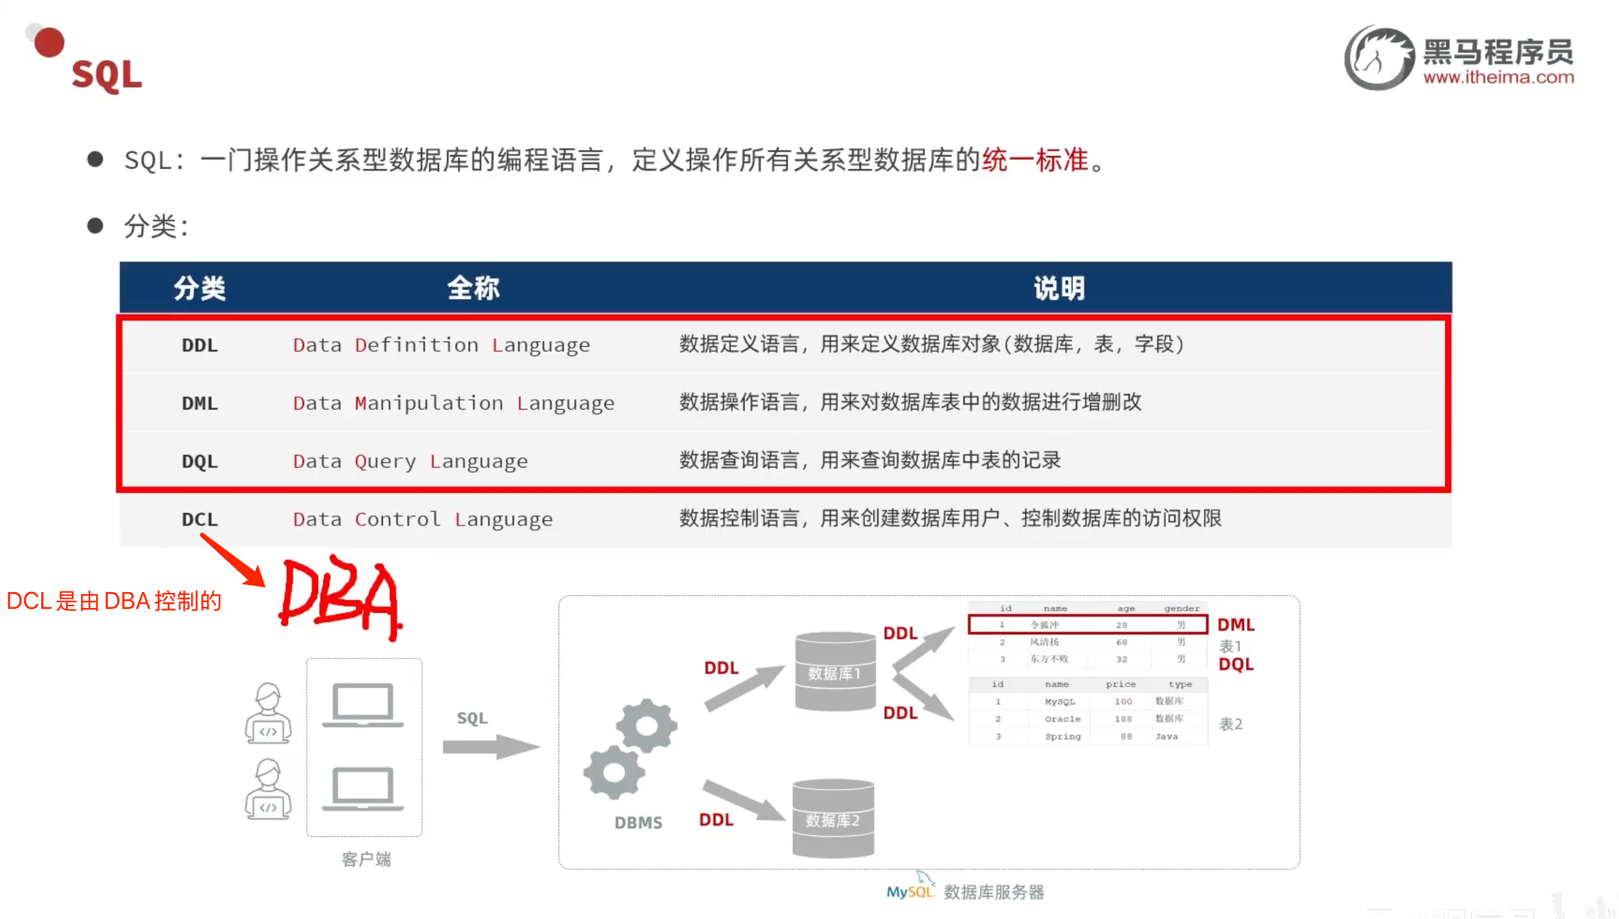 SQL
黑马程序员
www.itheima.com
SQL：一门操作关系型数据库的编程语言，定义操作所有关系型数据库的统一标准。
分类：
分类 全称 说明
DDL Data Definition Language 数据定义语言，用来定义数据库对象(数据库，表，字段)
DML Data Manipulation Language 数据操作语言，用来对数据库表中的数据进行增删改
DQL Data Query Language 数据查询语言，用来查询数据库中表的记录
DCL Data Control Language 数据控制语言，用来创建数据库用户、控制数据库的访问权限
DCL是由DBA控制的
DBA
SQL
客户端
DBMS
DDL
DDL
数据库1
数据库2
DDL
DDL
id name age gender
1 令狐冲 28 男
2 风清扬 68 男
3 东方不败 32 男
DML
表1
DQL
id name price type
1 MySQL 100 数据库
2 Oracle 188 数据库
3 Spring 88 Java
表2
MySQL 数据库服务器